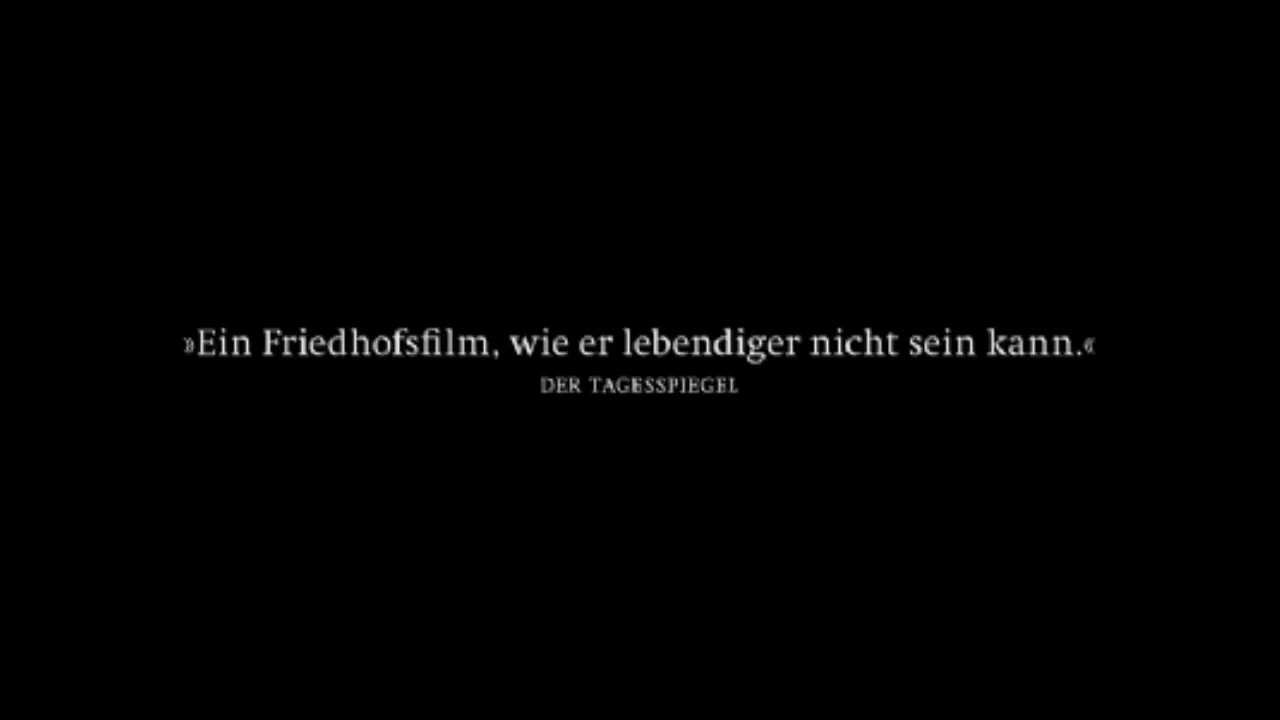 »Ein Friedhofsfilm, wie er lebendiger nicht sein kann.«
DER TAGESSPIEGEL